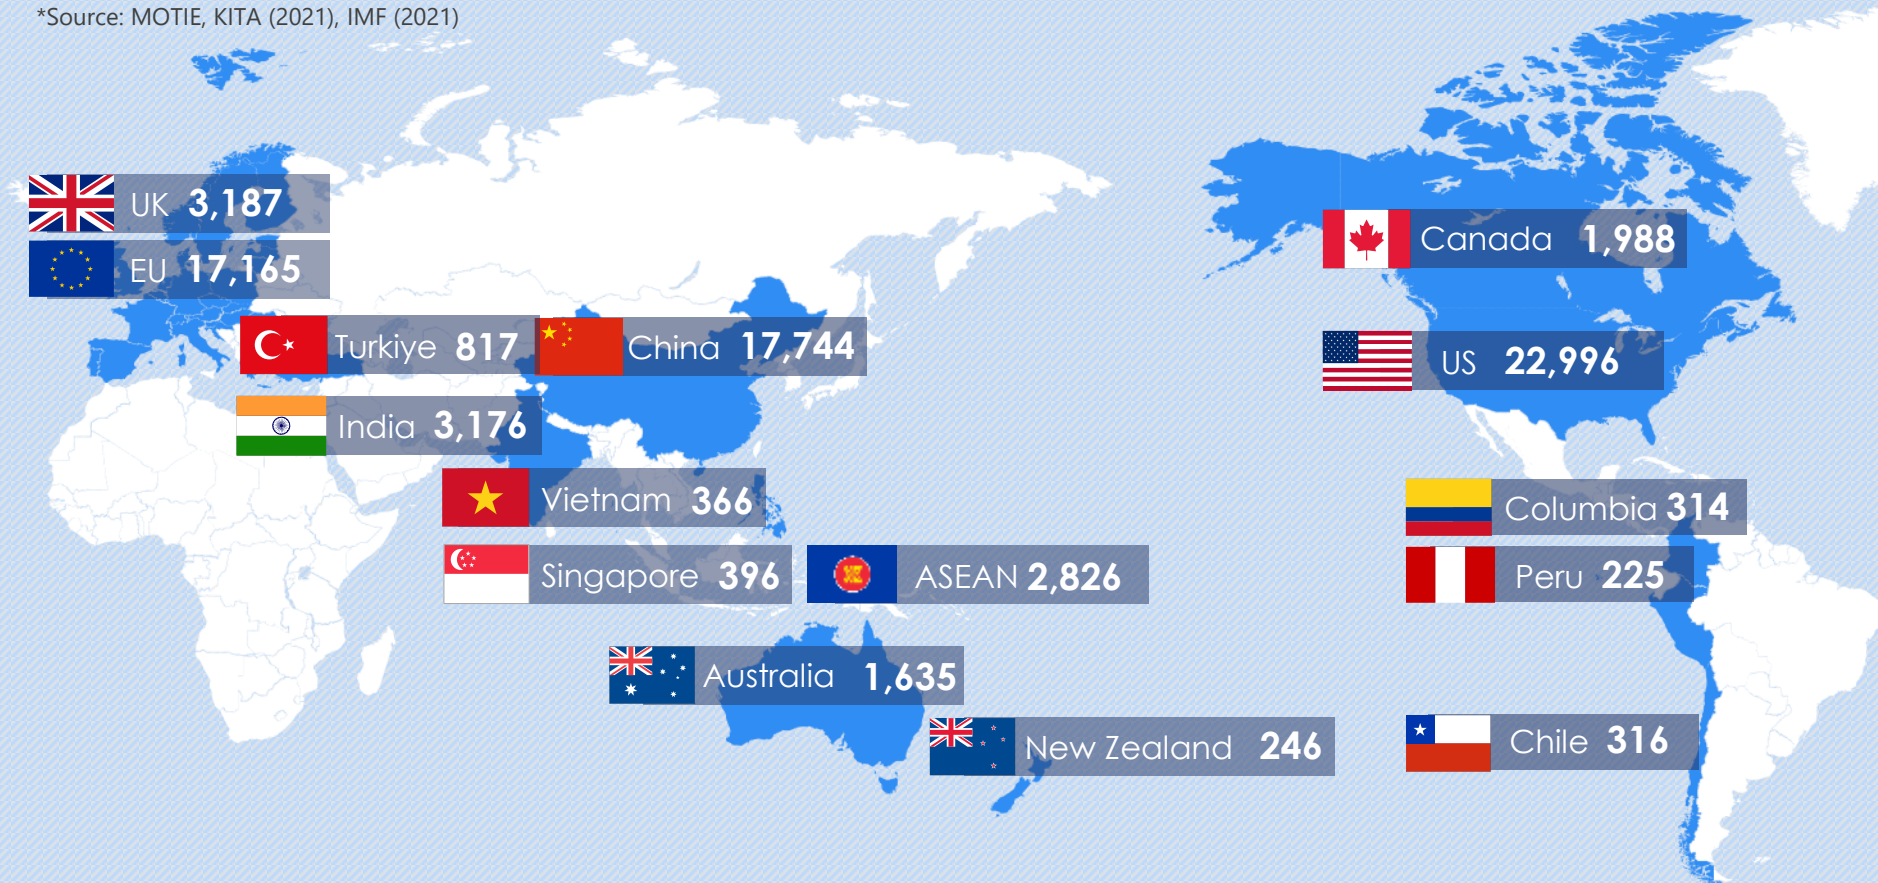 *Source: MOTIE, KITA (2021), IMF (2021)
UK 3,187
EU 17,165
Canada 1,988
Turkiye 817
China 17,744
US 22,996
India 3,176
Vietnam 366
Columbia 314
Singapore 396
ASEAN 2,826
Peru 225
Australia 1,635
New Zealand 246
Chile 316